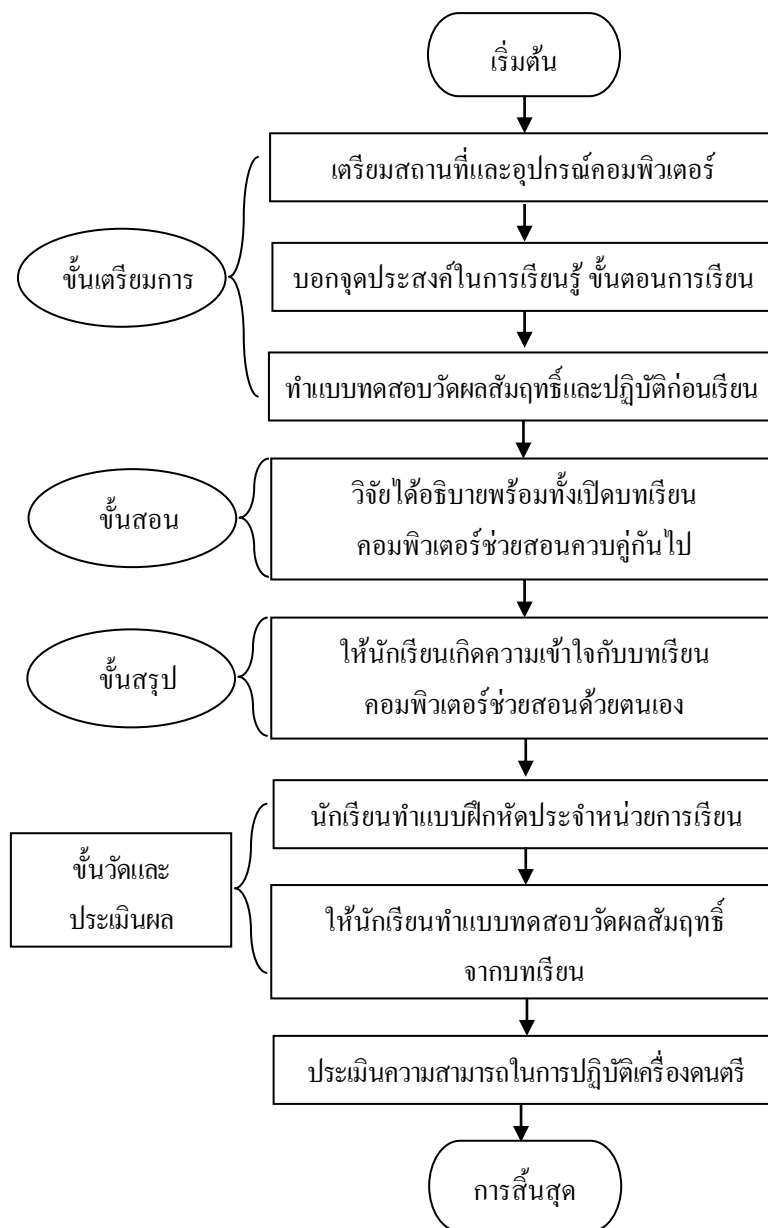 เริ่มต้น
เตรียมสถานที่และอุปกรณ์คอมพิวเตอร์
ขั้นเตรียมการ
บอกจุดประสงค์ในการเรียนรู้ ขั้นตอนการเรียน
ทำแบบทดสอบวัดผลสัมฤทธิ์และปฏิบัติก่อนเรียน
ขั้นสอน
วิจัยได้อธิบายพร้อมทั้งเปิดบทเรียน
คอมพิวเตอร์ช่วยสอนควบคู่กันไป
ขั้นสรุป
ให้นักเรียนเกิดความเข้าใจกับบทเรียน
คอมพิวเตอร์ช่วยสอนด้วยตนเอง
นักเรียนทำแบบฝึกหัดประจำหน่วยการเรียน
ขั้นวัดและ
ประเมินผล
ให้นักเรียนทำแบบทดสอบวัดผลสัมฤทธิ์
จากบทเรียน
ประเมินความสามารถในการปฏิบัติเครื่องดนตรี
การสิ้นสุด